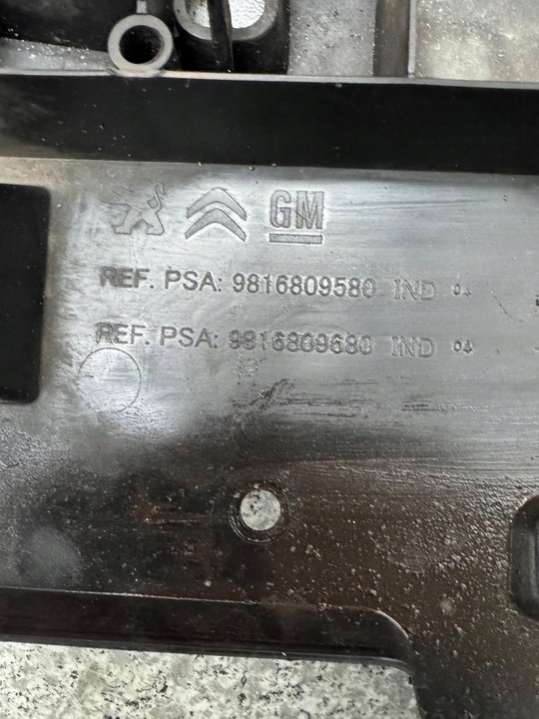 GM
REF. PSA: 9816809580 IND 04
REF. PSA: 9816809680 IND 04